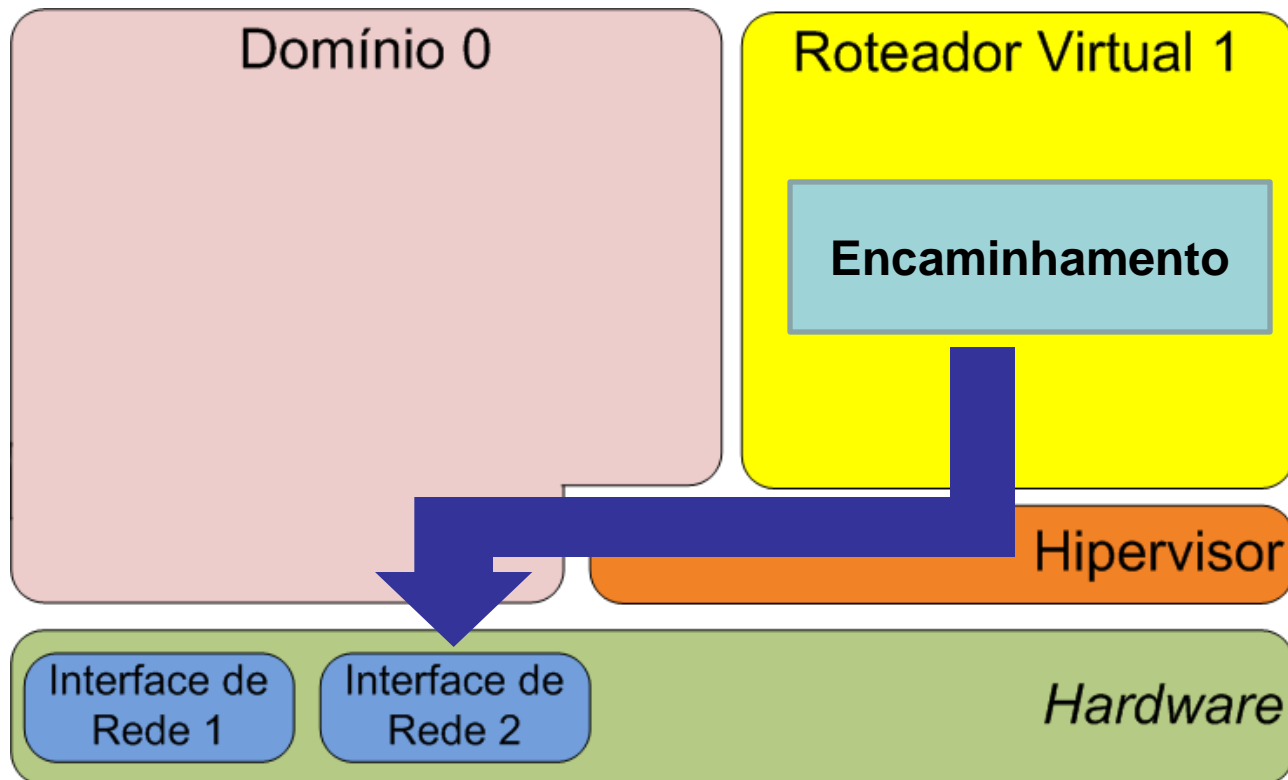 Domínio 0
Roteador Virtual 1
Encaminhamento
Hipervisor
Interface de
Rede 1
Interface de
Rede 2
Hardware